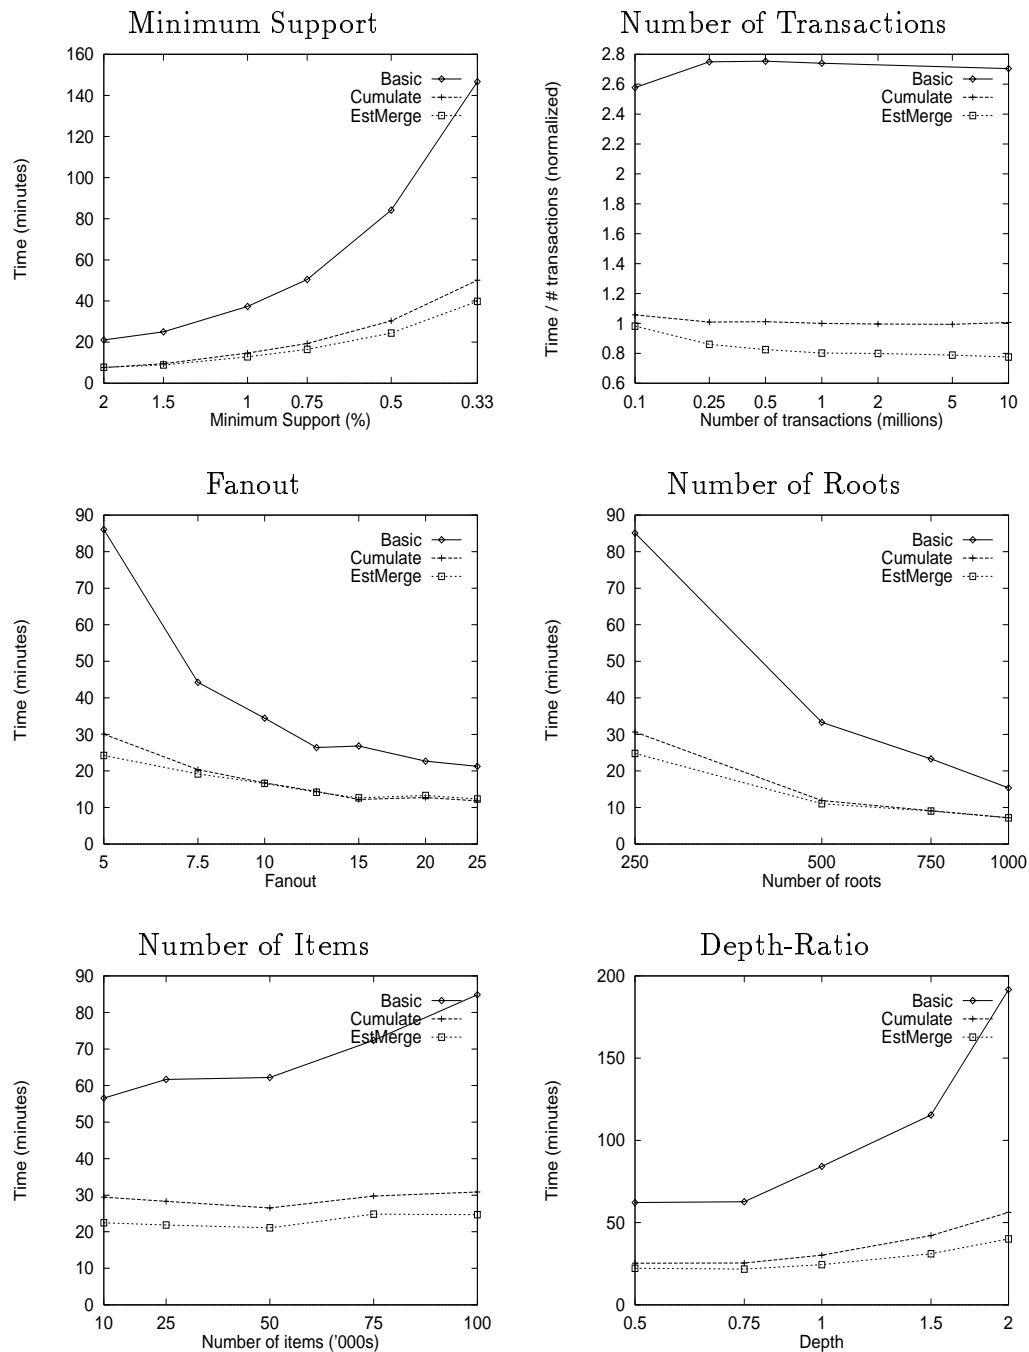 Minimum Support
160
140
120
100
80
60
40
20
0
Time (minutes)
Basic
Cumulate
EstMerge
2 1.5 1 0.75 0.5 0.33
Minimum Support (%)
Number of Transactions
2.8
2.6
2.4
2.2
2
1.8
1.6
1.4
1.2
1
0.8
0.6
Time / # transactions (normalized)
Basic
Cumulate
EstMerge
0.1 0.25 0.5 1 2 5 10
Number of transactions (millions)
Fanout
90
80
70
60
50
40
30
20
10
0
Time (minutes)
Basic
Cumulate
EstMerge
5 7.5 10 15 20 25
Fanout
Number of Roots
90
80
70
60
50
40
30
20
10
0
Time (minutes)
Basic
Cumulate
EstMerge
250 500 750 1000
Number of roots
Number of Items
90
80
70
60
50
40
30
20
10
0
Time (minutes)
Basic
Cumulate
EstMerge
10 25 50 75 100
Number of items ('000s)
Depth-Ratio
200
150
100
50
0
Time (minutes)
Basic
Cumulate
EstMerge
0.5 0.75 1 1.5 2
Depth